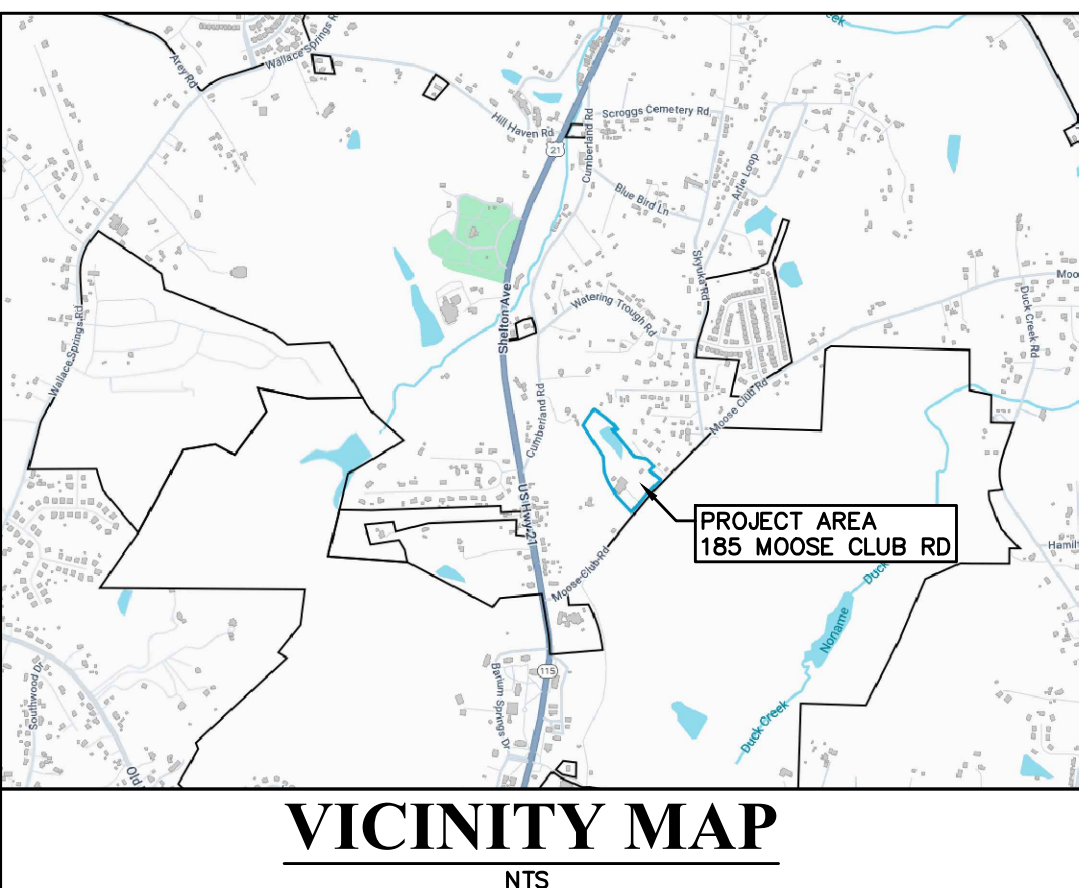 eek
Wallace Springs R
Arey Rd
Hill Haven Rd
Cumberland Rd
Scroggs Cemetery Rd
21
Arlie Loop
Blue Bird Ln
Skyuka Rd
Moo
Shelton Ave
Watering Trough Rd
Duck Creek Rd
Wallace Springs Rd
Cumberland Rd
Moose Club Rd
US Hwy 21
PROJECT AREA
185 MOOSE CLUB RD
Hamil
Moose Club Rd
Duck
Noname
115
Barium Springs Dr
Southwood Dr
Duck Creek
Old
VICINITY MAP
NTS